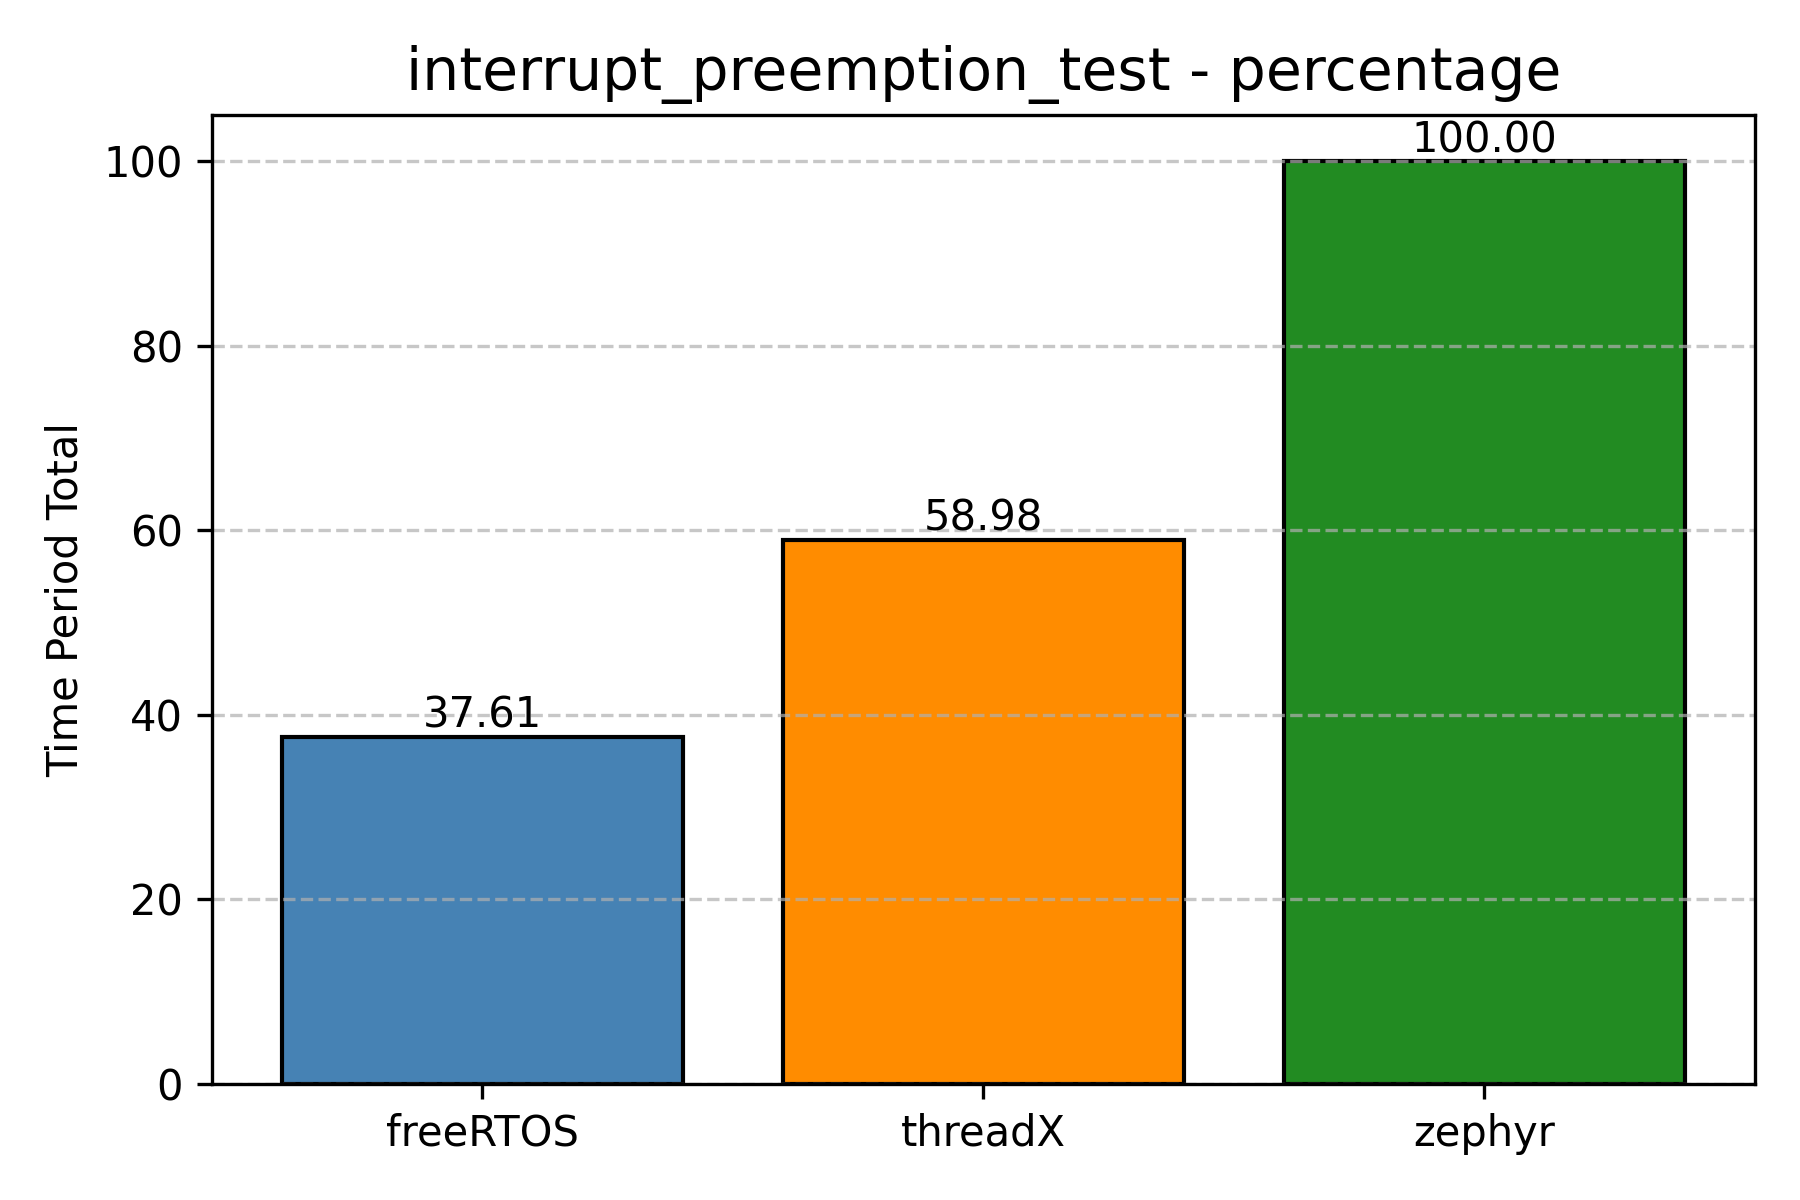 interrupt_preemption_test - percentage
Time Period Total
100
80
60
40
20
0
37.61
58.98
100.00
freeRTOS
threadX
zephyr